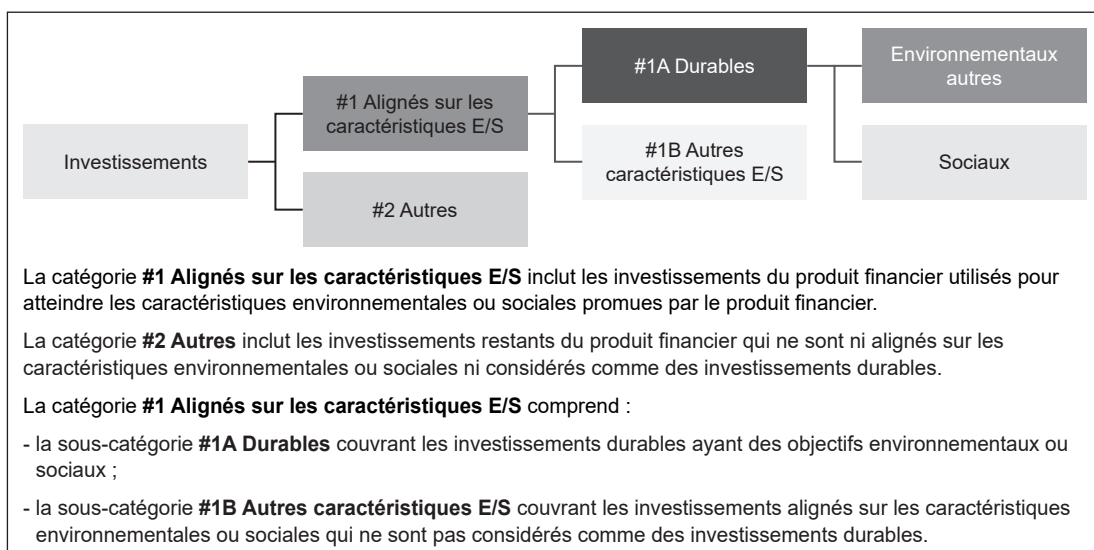 Investissements
#1 Alignés sur les
caractéristiques E/S
#2 Autres
#1A Durables
#1B Autres
caractéristiques E/S
Environnementaux
autres
Sociaux
La catégorie #1 Alignés sur les caractéristiques E/S inclut les investissements du produit financier utilisés pour
atteindre les caractéristiques environnementales ou sociales promues par le produit financier.
La catégorie #2 Autres inclut les investissements restants du produit financier qui ne sont ni alignés sur les
caractéristiques environnementales ou sociales ni considérés comme des investissements durables.
La catégorie #1 Alignés sur les caractéristiques E/S comprend :
- la sous-catégorie #1A Durables couvrant les investissements durables ayant des objectifs environnementaux ou
sociaux ;
- la sous-catégorie #1B Autres caractéristiques E/S couvrant les investissements alignés sur les caractéristiques
environnementales ou sociales qui ne sont pas considérés comme des investissements durables.